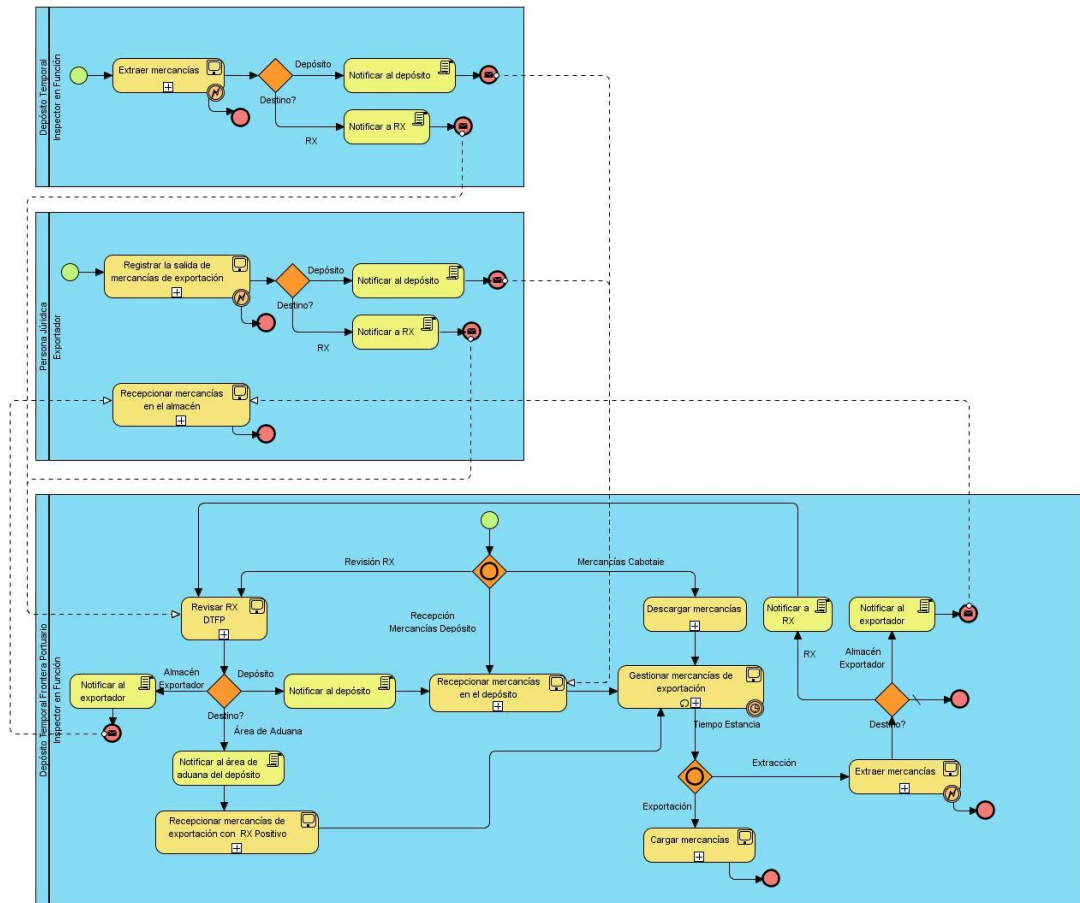 Depósito Temporal
Inspector en Función
Extraer mercancías
Depósito
Destino?
RX
Notificar al depósito
Notificar a RX
Persona Júridica
Exportador
Registrar la salida de
mercancías de exportación
Depósito
Destino?
RX
Notificar al depósito
Notificar a RX
Recepcionar mercancías
en el almacén
Depósito Temporal Frontera Portuario
Inspector en Función
Revisión RX
Mercancías Cabotaie
Recepción
Mercancías Depósito
Revisar RX
DTFP
Descargar mercancías
Notificar a
RX
Notificar al
exportador
Almacén
Exportador
Depósito
Notificar al
exportador
Destino?
Notificar al depósito
Recepcionar mercancías
en el depósito
Gestionar mercancías de
exportación
Tiempo Estancia
RX
Almacén
Exportador
Destino?
Área de Aduana
Notificar al área de
aduana del depósito
Extracción
Extraer mercancías
Exportación
Recepcionar mercancías de
exportación con RX Positivo
Cargar mercancías